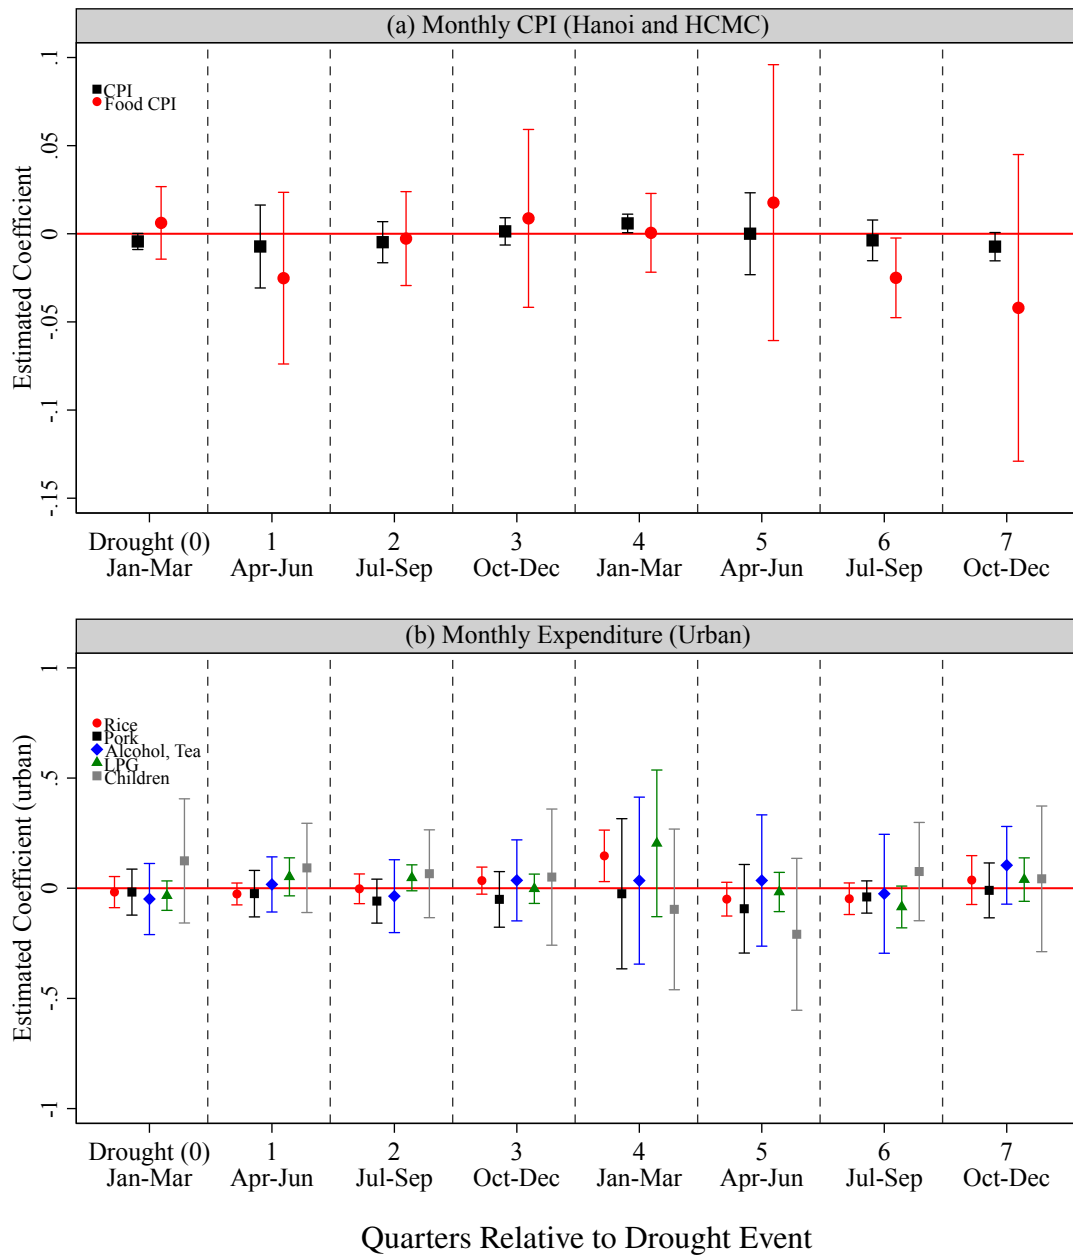 (a) Monthly CPI (Hanoi and HCMC)
CPI
Food CPI
Estimated Coefficient
.1
.05
0
-.05
-.1
-.15
Drought (0) 1 2 3 4 5 6 7
Jan-Mar Apr-Jun Jul-Sep Oct-Dec Jan-Mar Apr-Jun Jul-Sep Oct-Dec
(b) Monthly Expenditure (Urban)
Rice
Pork
Alcohol, Tea
LPG
Children
Estimated Coefficient (urban)
1
.5
0
-.5
-1
Drought (0) 1 2 3 4 5 6 7
Jan-Mar Apr-Jun Jul-Sep Oct-Dec Jan-Mar Apr-Jun Jul-Sep Oct-Dec
Quarters Relative to Drought Event